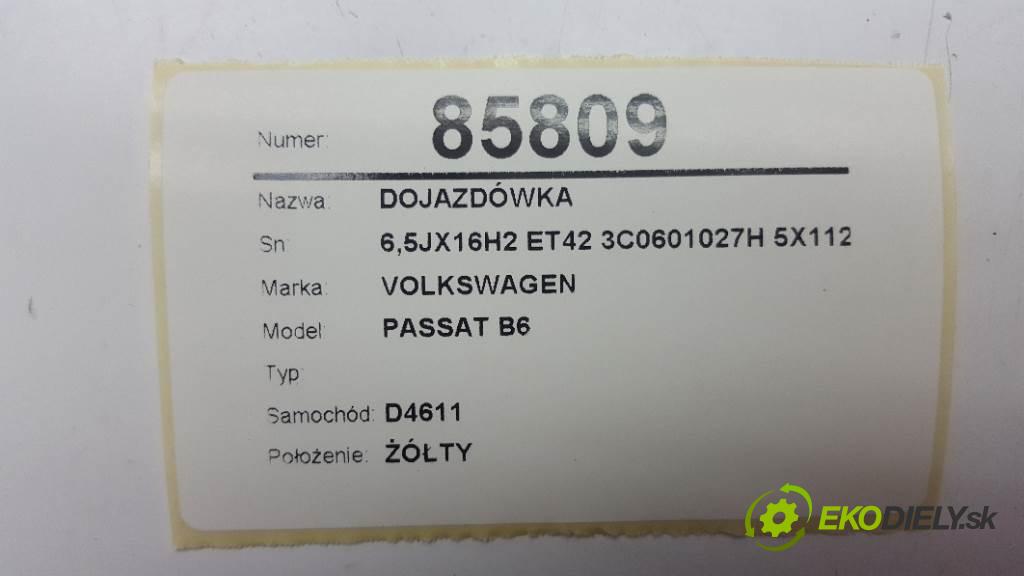 Numer: 85809
Nazwa: DOJAZDÓWKA
Sn: 6,5JX16H2 ET42 3C0601027H 5X112
Marka: VOLKSWAGEN
Model: PASSAT B6
Typ:
Samochód: D4611
Położenie: ŻÓŁTY
EKODIELY.sk